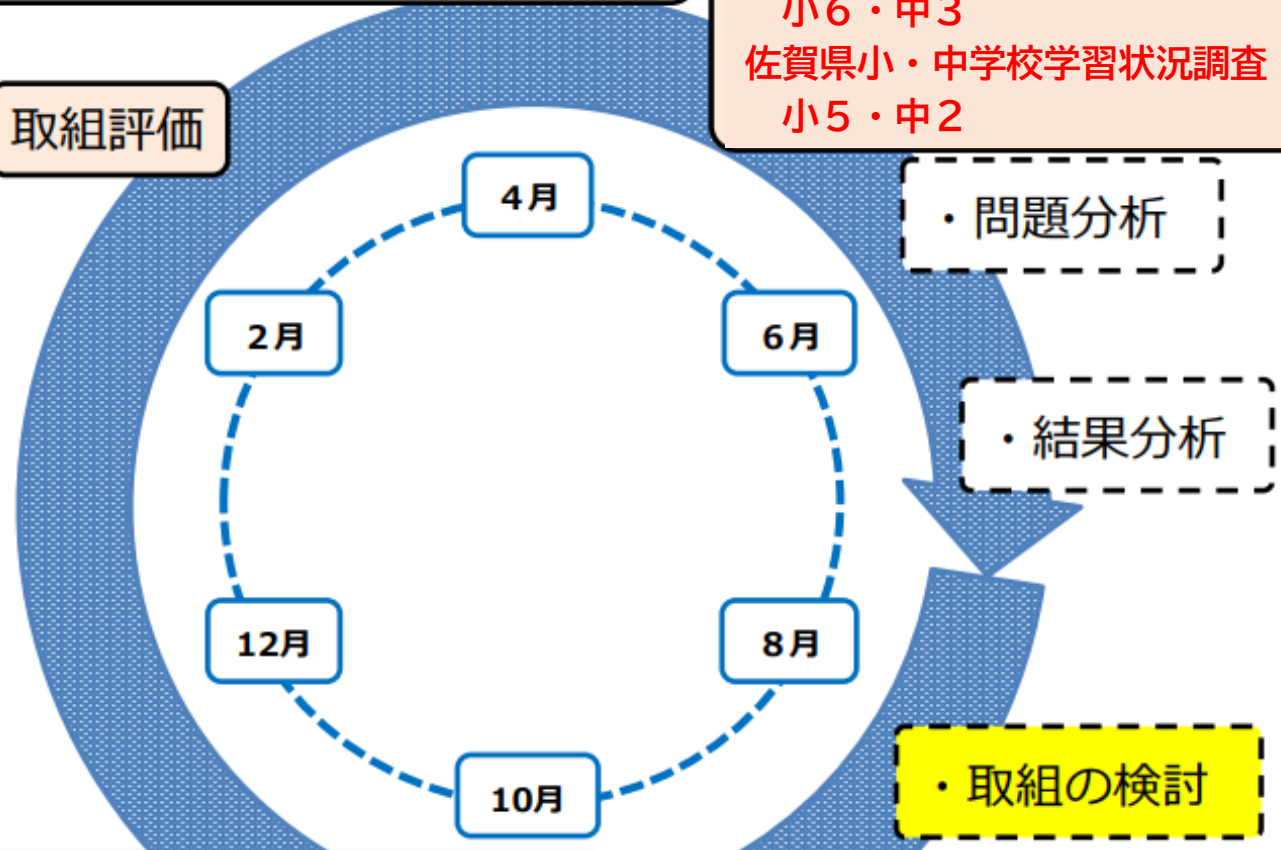 小６・中３
佐賀県小・中学校学習状況調査
小５・中２
取組評価
４月
・問題分析
２月
６月
・結果分析
12月
８月
・取組の検討
10月